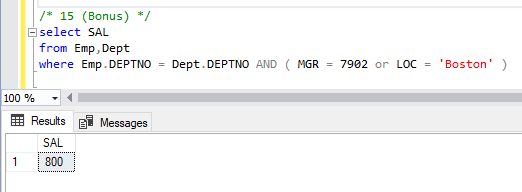 /* 15 (Bonus) */
select SAL
from Emp,Dept
where Emp.DEPTNO = Dept.DEPTNO AND ( MGR = 7902 or LOC = 'Boston' )
100 %
Results Messages
SAL
1 800